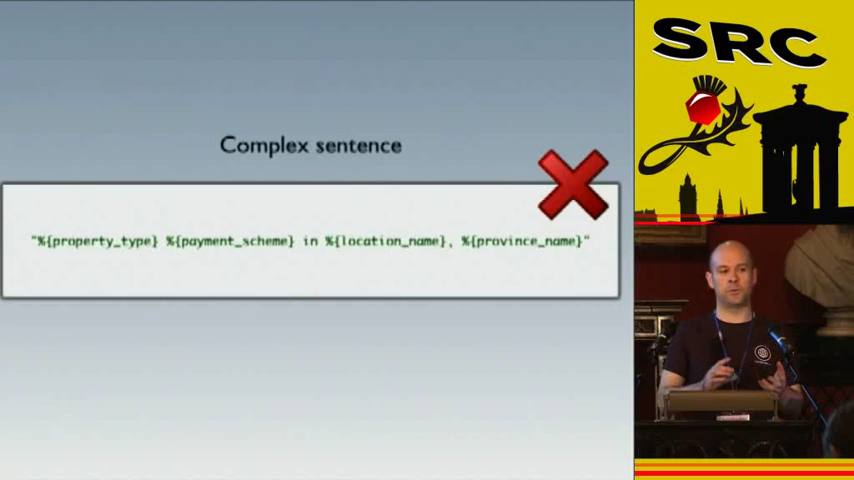 Complex sentence
"%{property_type} %{payment_scheme} in %{location_name}, %{province_name}"
SRC